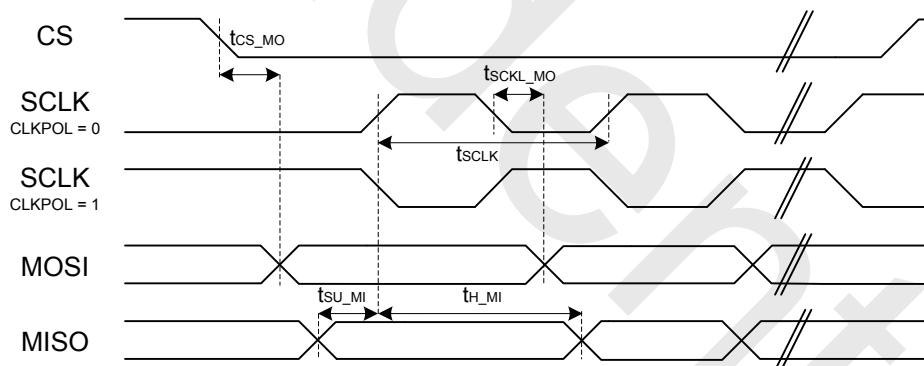 CS
tCS_MO
tSCKL_MO
SCLK
CLKPOL = 0
tSCLK
SCLK
CLKPOL = 1
MOSI
tSU_MI
tH_MI
MISO